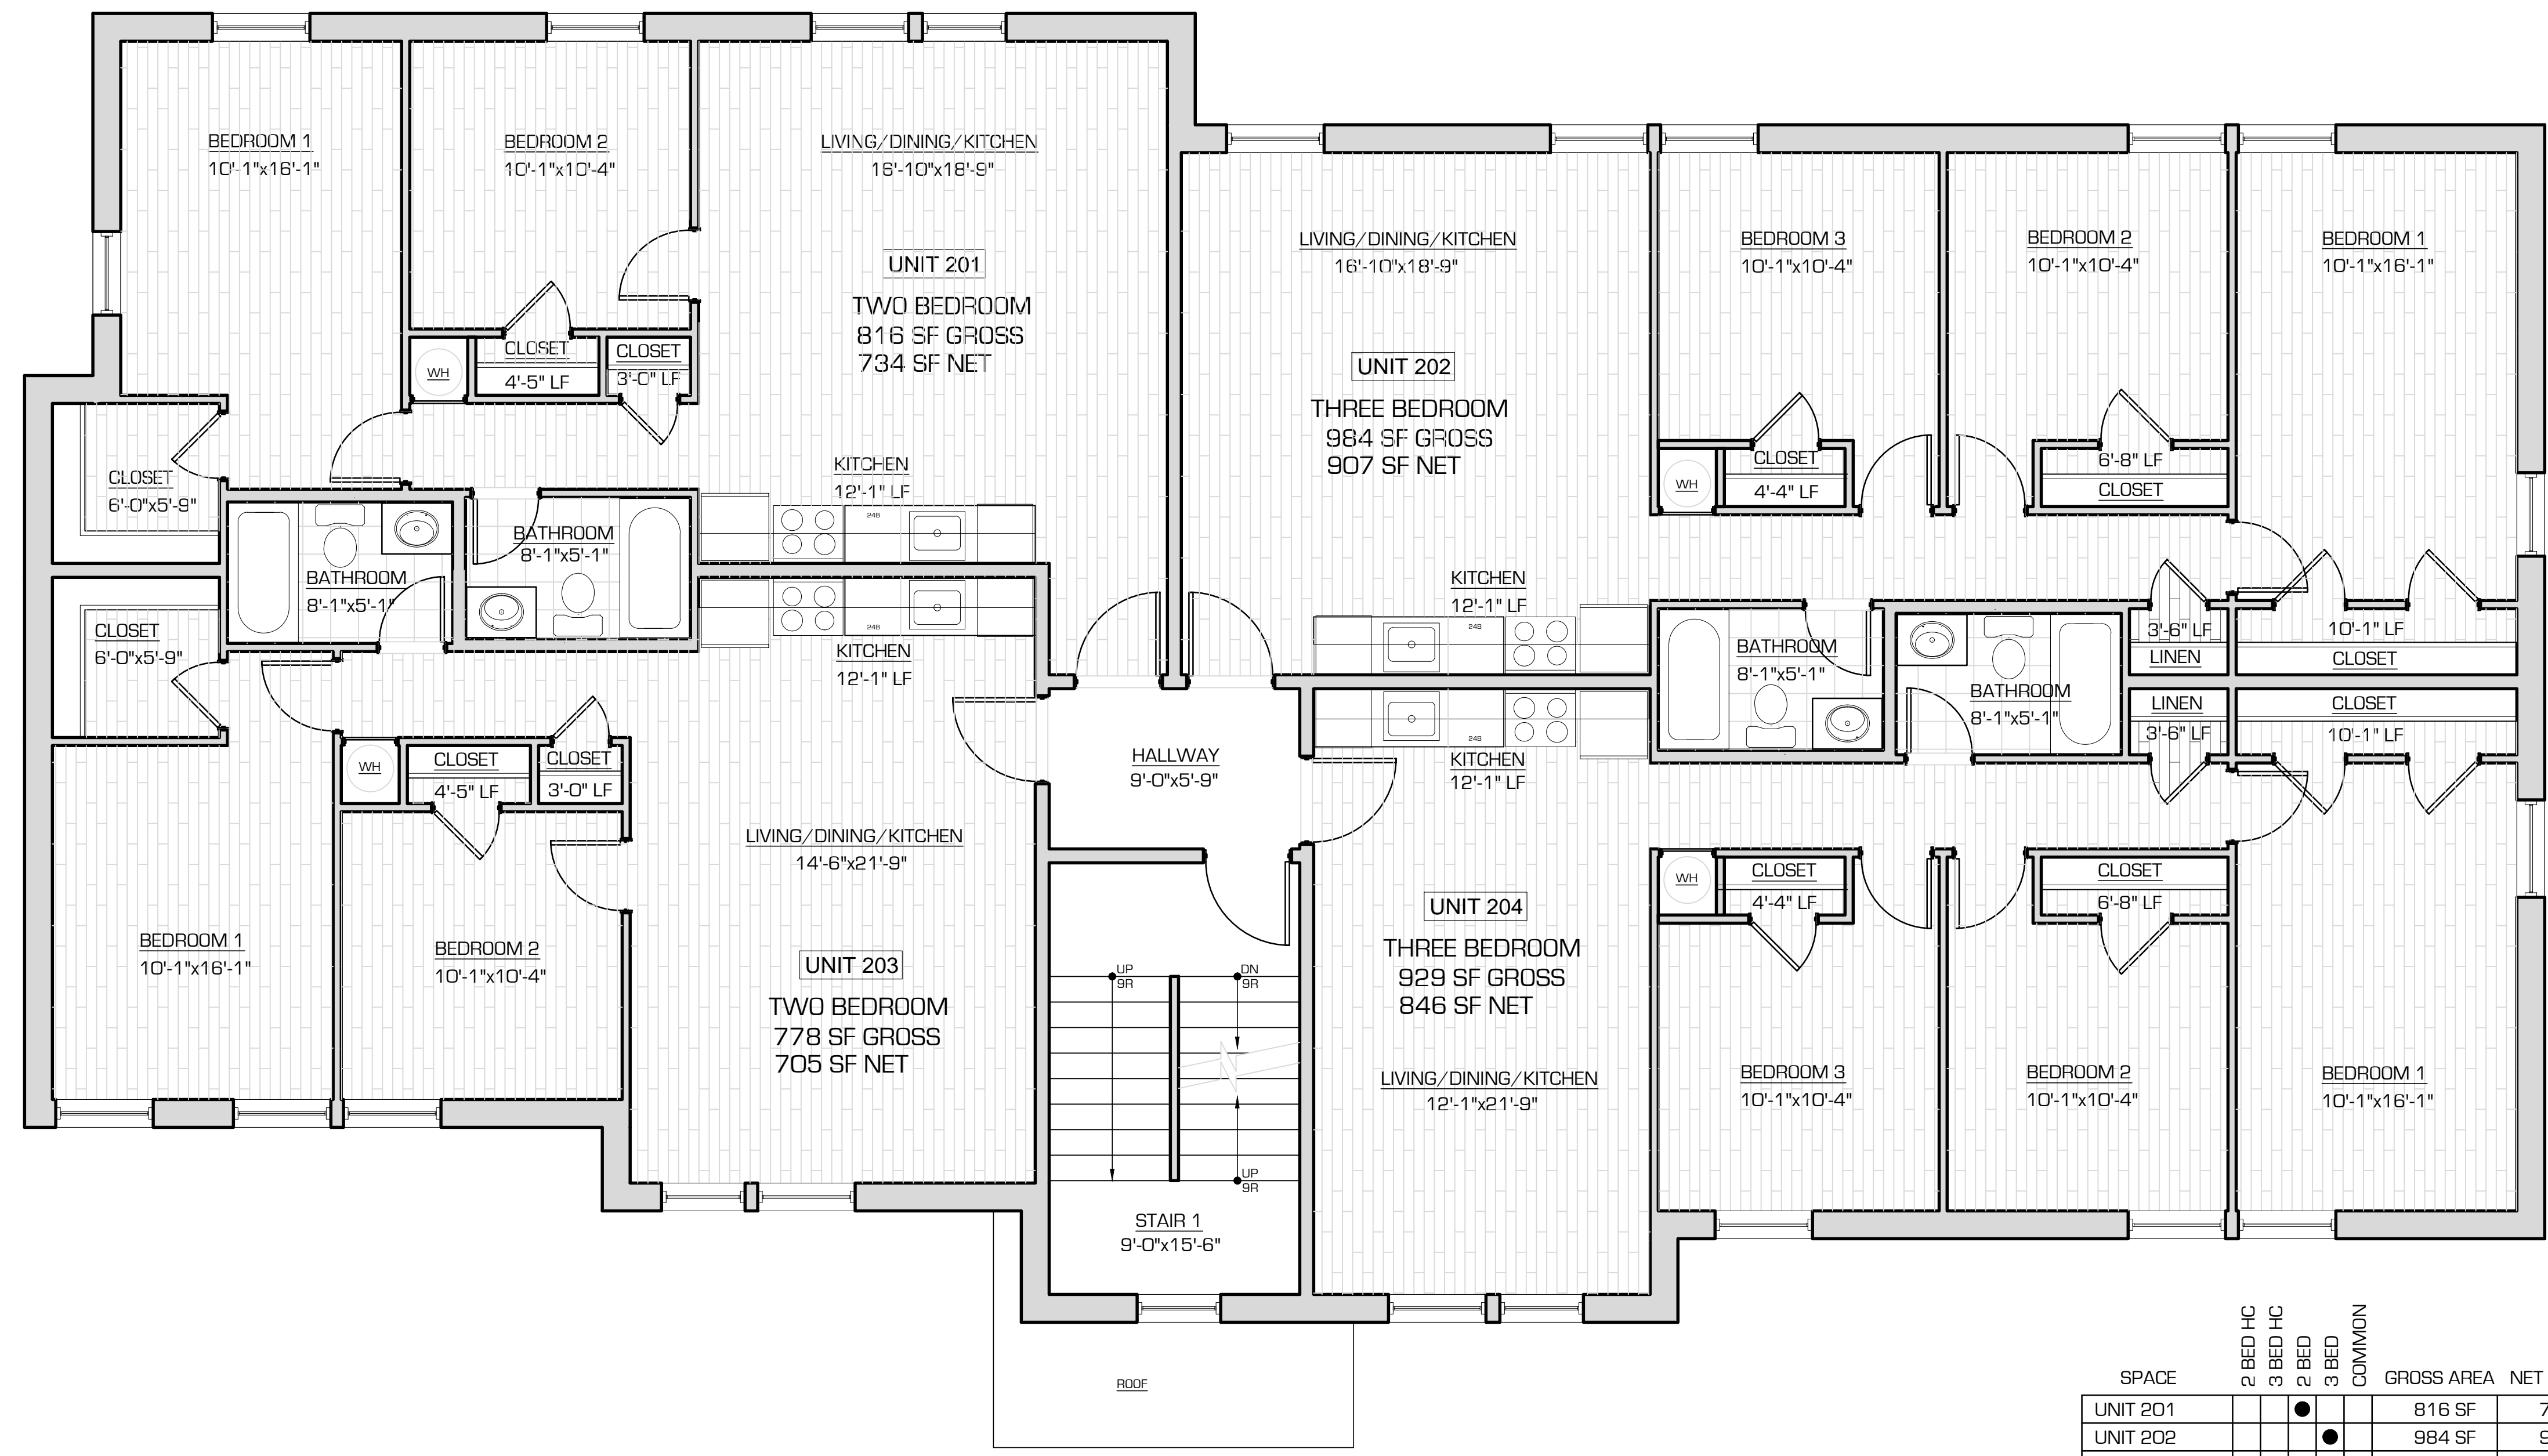 BEDROOM 1
10'-1"x16'-1"
BEDROOM 2
10'-1"x10'-4"
LIVING/DINING/KITCHEN
16'-10"x18'-9"
UNIT 201
TWO BEDROOM
816 SF GROSS
734 SF NET
WH
CLOSET
4'-5" LF
CLOSET
3'-0" LF
CLOSET
6'-0"x5'-9"
KITCHEN
12'-1" LF
24B
BATHROOM
8'-1"x5'-1"
BATHROOM
8'-1"x5'-1"
LIVING/DINING/KITCHEN
16'-10"x18'-9"
UNIT 202
THREE BEDROOM
984 SF GROSS
907 SF NET
BEDROOM 3
10'-1"x10'-4"
BEDROOM 2
10'-1"x10'-4"
BEDROOM 1
10'-1"x16'-1"
WH
CLOSET
4'-4" LF
6'-8" LF
CLOSET
KITCHEN
12'-1" LF
24B
BATHROOM
8'-1"x5'-1"
3'-6" LF
LINEN
10'-1" LF
CLOSET
CLOSET
6'-0"x5'-9"
24B
KITCHEN
12'-1" LF
WH
CLOSET
4'-5" LF
CLOSET
3'-0" LF
LIVING/DINING/KITCHEN
14'-6"x21'-9"
BEDROOM 1
10'-1"x16'-1"
BEDROOM 2
10'-1"x10'-4"
UNIT 203
TWO BEDROOM
778 SF GROSS
705 SF NET
HALLWAY
9'-0"x5'-9"
UP
9R
DN
9R
UP
9R
STAIR 1
9'-0"x15'-6"
ROOF
24B
KITCHEN
12'-1" LF
BATHROOM
8'-1"x5'-1"
LINEN
3'-6" LF
CLOSET
10'-1" LF
WH
CLOSET
4'-4" LF
CLOSET
6'-8" LF
UNIT 204
THREE BEDROOM
929 SF GROSS
846 SF NET
LIVING/DINING/KITCHEN
12'-1"x21'-9"
BEDROOM 3
10'-1"x10'-4"
BEDROOM 2
10'-1"x10'-4"
BEDROOM 1
10'-1"x16'-1"
SPACE 2 BED HC 3 BED HC 2 BED 3 BED COMMON GROSS AREA NET
UNIT 201 ● 816 SF 7
UNIT 202 ● 984 SF 9